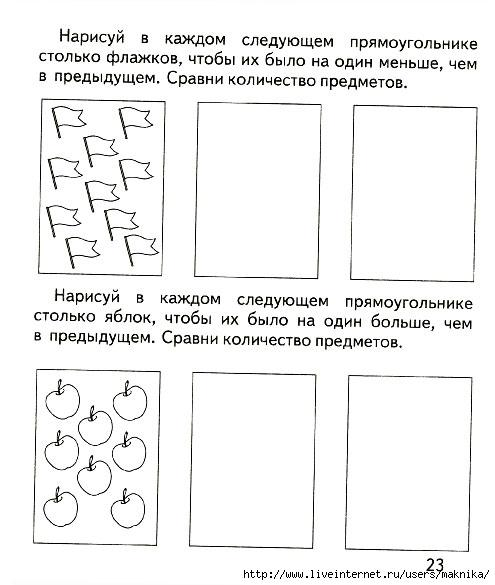 Нарисуй в каждом следующем прямоугольнике
столько флажков, чтобы их было на один меньше, чем
в предыдущем. Сравни количество предметов.
Нарисуй в каждом следующем прямоугольнике
столько яблок, чтобы их было на один больше, чем
в предыдущем. Сравни количество предметов.
23
http://www.liveinternet.ru/users/maknika/